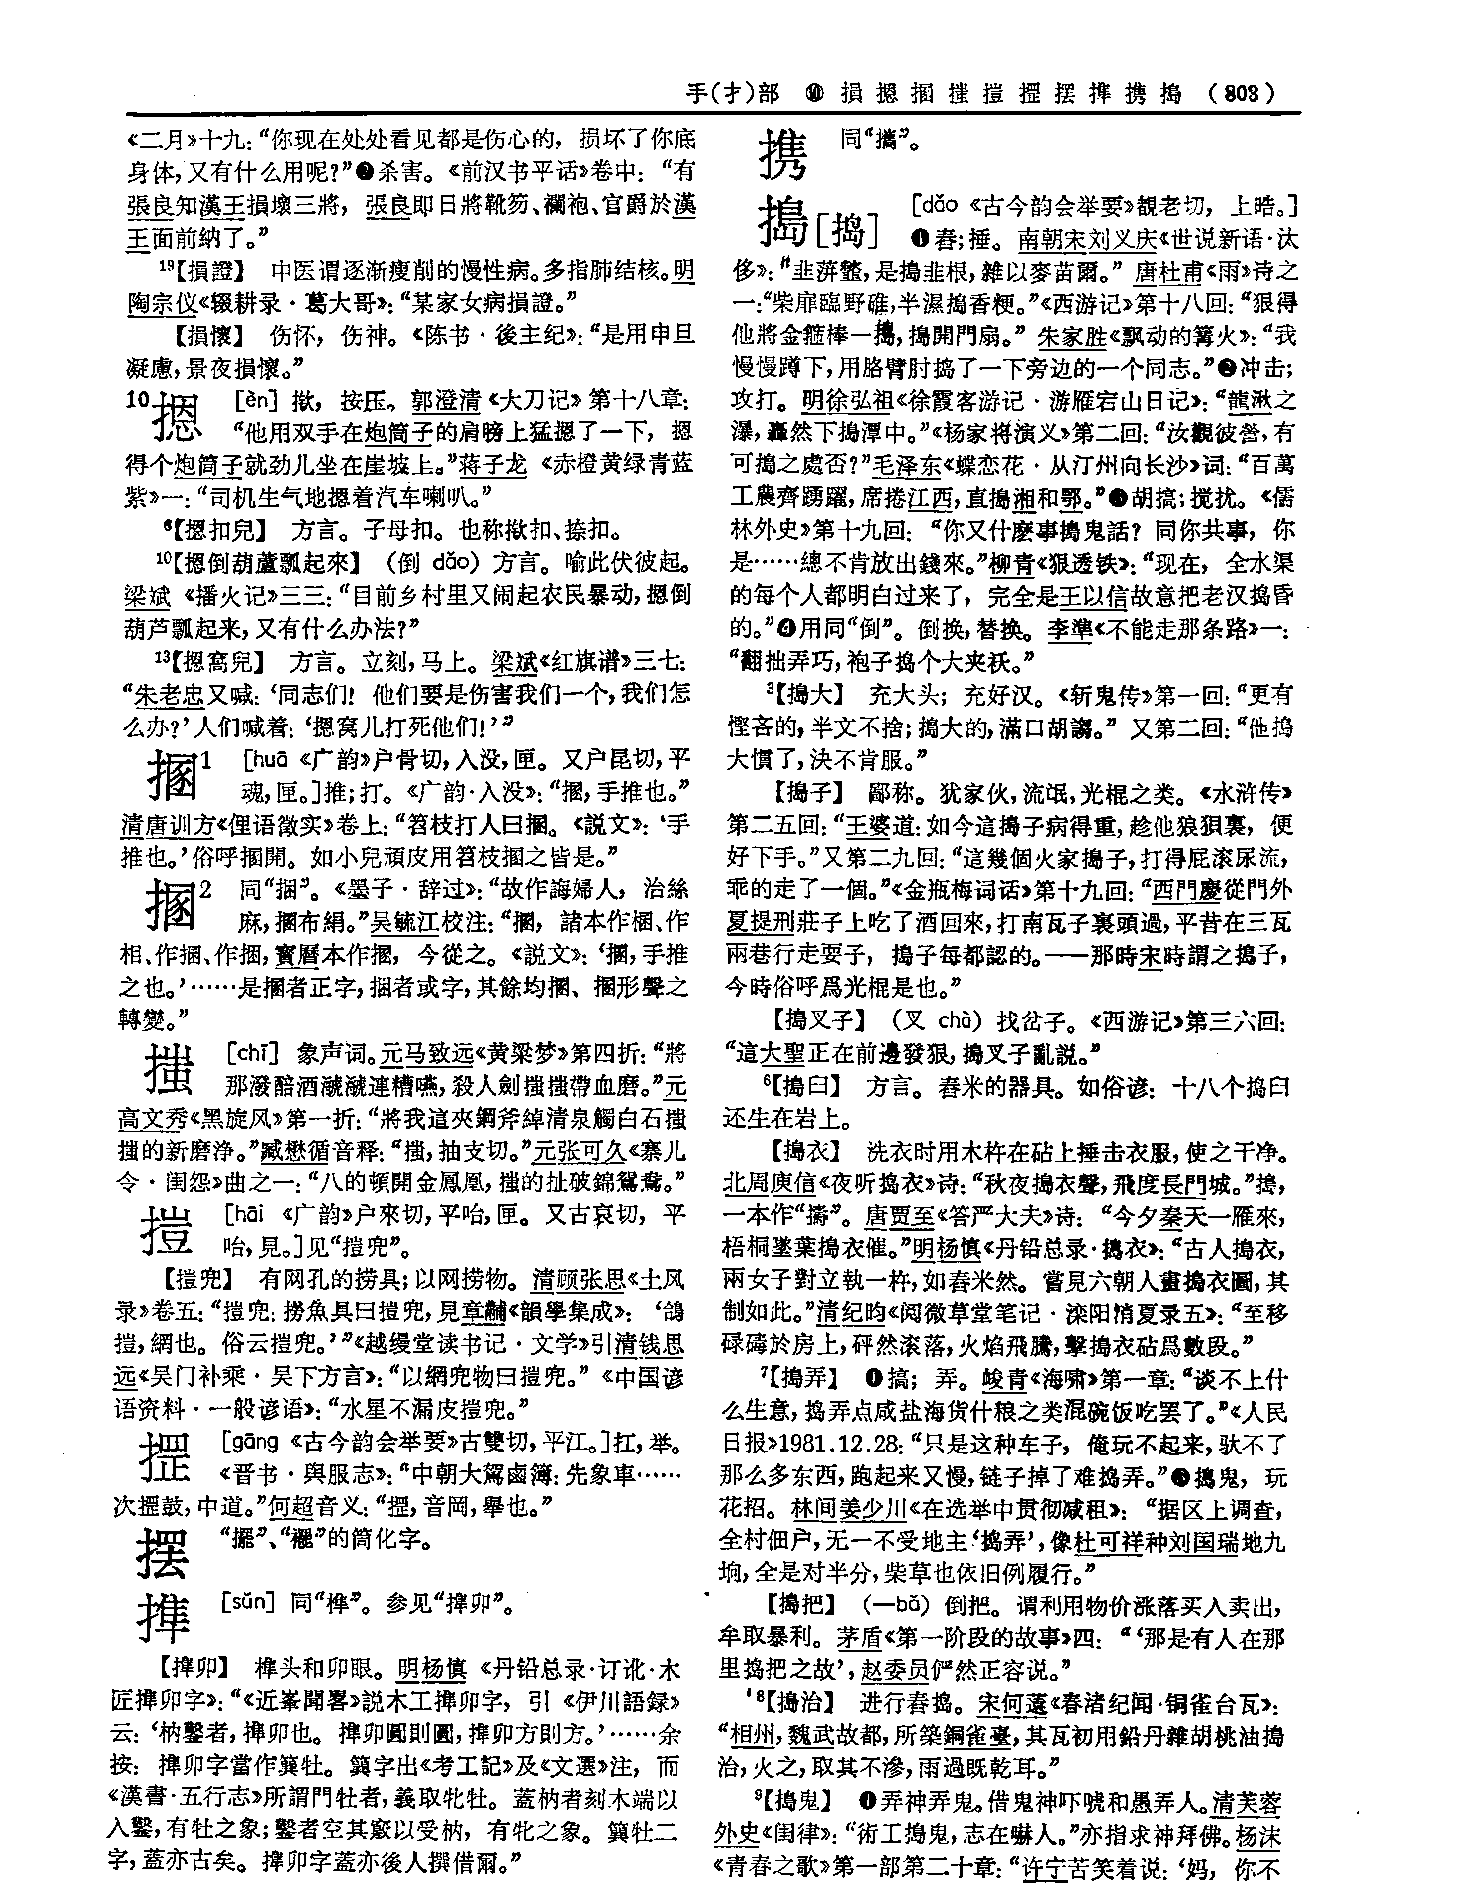 手(扌)部 ⑩ 損摁搄㩐摡掆摆搼携搗 (803)
《二月》十九:“你现在处处看见都是伤心的，损坏了你底
身体,又有什么用呢?”❷杀害。《前汉书平话》卷中：“有
張良知漢王損壞三將，張良即日將靴笏、襴袍、官爵於漢
王面前納了。”
¹³【損證】 中医谓逐渐瘦削的慢性病。多指肺结核。明
陶宗仪《辍耕录·葛大哥》:“某家女病損證。”
【損懷】 伤怀，伤神。《陈书·後主纪》:“是用申旦
凝慮,景夜損懷。”
10摁 [èn] 揿，按压。郭澄清《大刀记》第十八章:
“他用双手在炮筒子的肩膀上猛摁了一下，摁
得个炮筒子就劲儿坐在崖坡上。”蒋子龙《赤橙黄绿青蓝
紫》一:“司机生气地摁着汽车喇叭。”
⁶【摁扣兒】 方言。子母扣。也称揿扣、捺扣。
¹⁰【摁倒葫蘆瓢起來】 (倒 dǎo) 方言。喻此伏彼起。
梁斌《播火记》三三:“目前乡村里又闹起农民暴动,摁倒
葫芦瓢起来,又有什么办法?”
¹³【摁窩兒】 方言。立刻,马上。梁斌《红旗谱》三七:
“朱老忠又喊:‘同志们! 他们要是伤害我们一个,我们怎
么办?’人们喊着:‘摁窝儿打死他们!’”
1 [huā 《广韵》户骨切,入没,匣。又户昆切,平
魂,匣。]推;打。《广韵·入没》:“㨡,手推也。”
清唐训方《俚语徵实》卷上:“笤枝打人曰㨡。《説文》:‘手
推也。’俗呼㨡開。如小兒頑皮用笤枝㨡之皆是。”
2 同“捆”。《墨子·辞过》:“故作誨婦人，治絲
麻,捆布絹。”吴毓江校注:“㨡，諸本作梱、作
相、作捆、作捆,寶曆本作㨡，今從之。《説文》:‘㨡,手推
之也。’……是㨡者正字,捆者或字,其餘均㨡、捆形聲之
轉變。”
[chī] 象声词。元马致远《黄粱梦》第四折:“將
那潑醅酒虢虢連糟嚥,殺人劍㩐㩐帶血磨。”元
高文秀《黑旋风》第一折:“將我這夾鋼斧綽清泉觸白石㩐
㩐的新磨净。”臧懋循音释:“㩐,抽支切。”元张可久《寨儿
令·闺怨》曲之一:“八的頓開金鳳凰,㩐的扯破錦鴛鴦。”
摡 [hāi 《广韵》户來切,平咍,匣。又古哀切，平
咍,見。]见“𢳆兜”。
【𢳆兜】 有网孔的捞具;以网捞物。清顾张思《土风
录》卷五:“𢳆兜:撈魚具曰𢳆兜,見章黼《韻學集成》：‘鴿
𢳆,網也。俗云𢳆兜。’”《越缦堂读书记·文学》引清钱思
远《吴门补乘·吴下方言》:“以網兜物曰𢳆兜。”《中国谚
语资料·一般谚语》:“水星不漏皮𢳆兜。”
[gāng 《古今韵会举要》古雙切,平江。]扛,举。
《晋书·舆服志》:“中朝大駕鹵簿:先象車……
次掆鼓,中道。”何超音义:“掆,音岡,舉也。”
摆 “擺”、“襬”的简化字。
搼 [sǔn] 同“榫”。参见“搼卯”。
【搼卯】 榫头和卯眼。明杨慎《丹铅总录·订讹·木
匠搼卯字》:“《近峯聞畧》説木工搼卯字，引《伊川語録》
云:‘枘鑿者,搼卯也。搼卯圓則圓,搼卯方則方。’……余
按：搼卯字當作簨牡。簨字出《考工記》及《文選》注，而
《漢書·五行志》所謂門牡者,義取牝牡。蓋枘者刻木端以
入鑿,有牡之象;鑿者空其竅以受枘，有牝之象。簨牡二
字,蓋亦古矣。搼卯字蓋亦後人撰借爾。”
携 同“攜”。
搗[捣] [dǎo 《古今韵会举要》覩老切，上晧。]
❶舂;捶。南朝宋刘义庆《世说新语·汰
侈》:“韭蓱虀,是搗韭根,雜以麥苗爾。”唐杜甫《雨》诗之
一:“柴扉臨野碓,半濕搗香粳。”《西游记》第十八回:“狠得
他將金箍棒一搗,搗開門扇。”朱家胜《飘动的篝火》:“我
慢慢蹲下,用胳臂肘捣了一下旁边的一个同志。”❷冲击;
攻打。明徐弘祖《徐霞客游记·游雁宕山日记》:“龍湫之
瀑,轟然下搗潭中。”《杨家将演义》第二回:“汝觀彼營,有
可搗之處否?”毛泽东《蝶恋花·从汀州向长沙》词:“百萬
工農齊踴躍,席捲江西,直搗湘和鄂。”❸胡搞;搅扰。《儒
林外史》第十九回：“你又什麽事搗鬼話? 同你共事，你
是……總不肯放出錢來。”柳青《狠透铁》:“现在，全水渠
的每个人都明白过来了，完全是王以信故意把老汉捣昏
的。”❹用同“倒”。倒换,替换。李準《不能走那条路》一:
“翻拙弄巧,袍子捣个大夹袄。”
³【搗大】 充大头；充好汉。《斩鬼传》第一回:“更有
慳吝的,半文不捨;搗大的,滿口胡謅。”又第二回:“他搗
大慣了,決不肯服。”
【搗子】 鄙称。犹家伙,流氓,光棍之类。《水浒传》
第二五回:“王婆道:如今這搗子病得重,趁他狼狽裏，便
好下手。”又第二九回:“這幾個火家搗子,打得屁滚尿流,
乖的走了一個。”《金瓶梅词话》第十九回:“西門慶從門外
夏提刑莊子上吃了酒回來,打南瓦子裏頭過,平昔在三瓦
兩巷行走耍子，搗子每都認的。——那時宋時謂之搗子,
今時俗呼爲光棍是也。”
【搗叉子】 (叉 chà) 找岔子。《西游记》第三六回:
“這大聖正在前邊發狠,搗叉子亂説。”
⁶【搗臼】 方言。舂米的器具。如俗谚：十八个捣臼
还生在岩上。
【搗衣】 洗衣时用木杵在砧上捶击衣服,使之干净。
北周庾信《夜听捣衣》诗:“秋夜搗衣聲,飛度長門城。”搗,
一本作“擣”。唐贾至《答严大夫》诗：“今夕秦天一雁來,
梧桐墜葉搗衣催。”明杨慎《丹铅总录·搗衣》:“古人搗衣,
兩女子對立執一杵,如舂米然。嘗見六朝人畫搗衣圖,其
制如此。”清纪昀《阅微草堂笔记·滦阳消夏录五》:“至移
碌碡於房上,砰然滚落,火焰飛騰,擊搗衣砧爲數段。”
⁷【搗弄】 ❶搞；弄。峻青《海啸》第一章:“谈不上什
么生意,捣弄点咸盐海货什粮之类混碗饭吃罢了。”《人民
日报》1981.12.28:“只是这种车子，俺玩不起来,驮不了
那么多东西,跑起来又慢,链子掉了难捣弄。”❷搗鬼，玩
花招。林间姜少川《在选举中贯彻减租》：“据区上调查,
全村佃户,无一不受地主‘捣弄’,像杜可祥种刘国瑞地九
垧,全是对半分,柴草也依旧例履行。”
【搗把】 (—bǎ) 倒把。谓利用物价涨落买入卖出,
牟取暴利。茅盾《第一阶段的故事》四：“‘那是有人在那
里捣把之故’,赵委员俨然正容说。”
⁸【搗治】 进行舂捣。宋何薳《春渚纪闻·铜雀台瓦》:
“相州,魏武故都,所築銅雀臺,其瓦初用鉛丹雜胡桃油搗
治,火之,取其不滲,雨過既乾耳。”
⁹【搗鬼】 ❶弄神弄鬼。借鬼神吓唬和愚弄人。清芙蓉
外史《闺律》:“術工搗鬼,志在嚇人。”亦指求神拜佛。杨沫
《青春之歌》第一部第二十章:“许宁苦笑着说:‘妈，你不